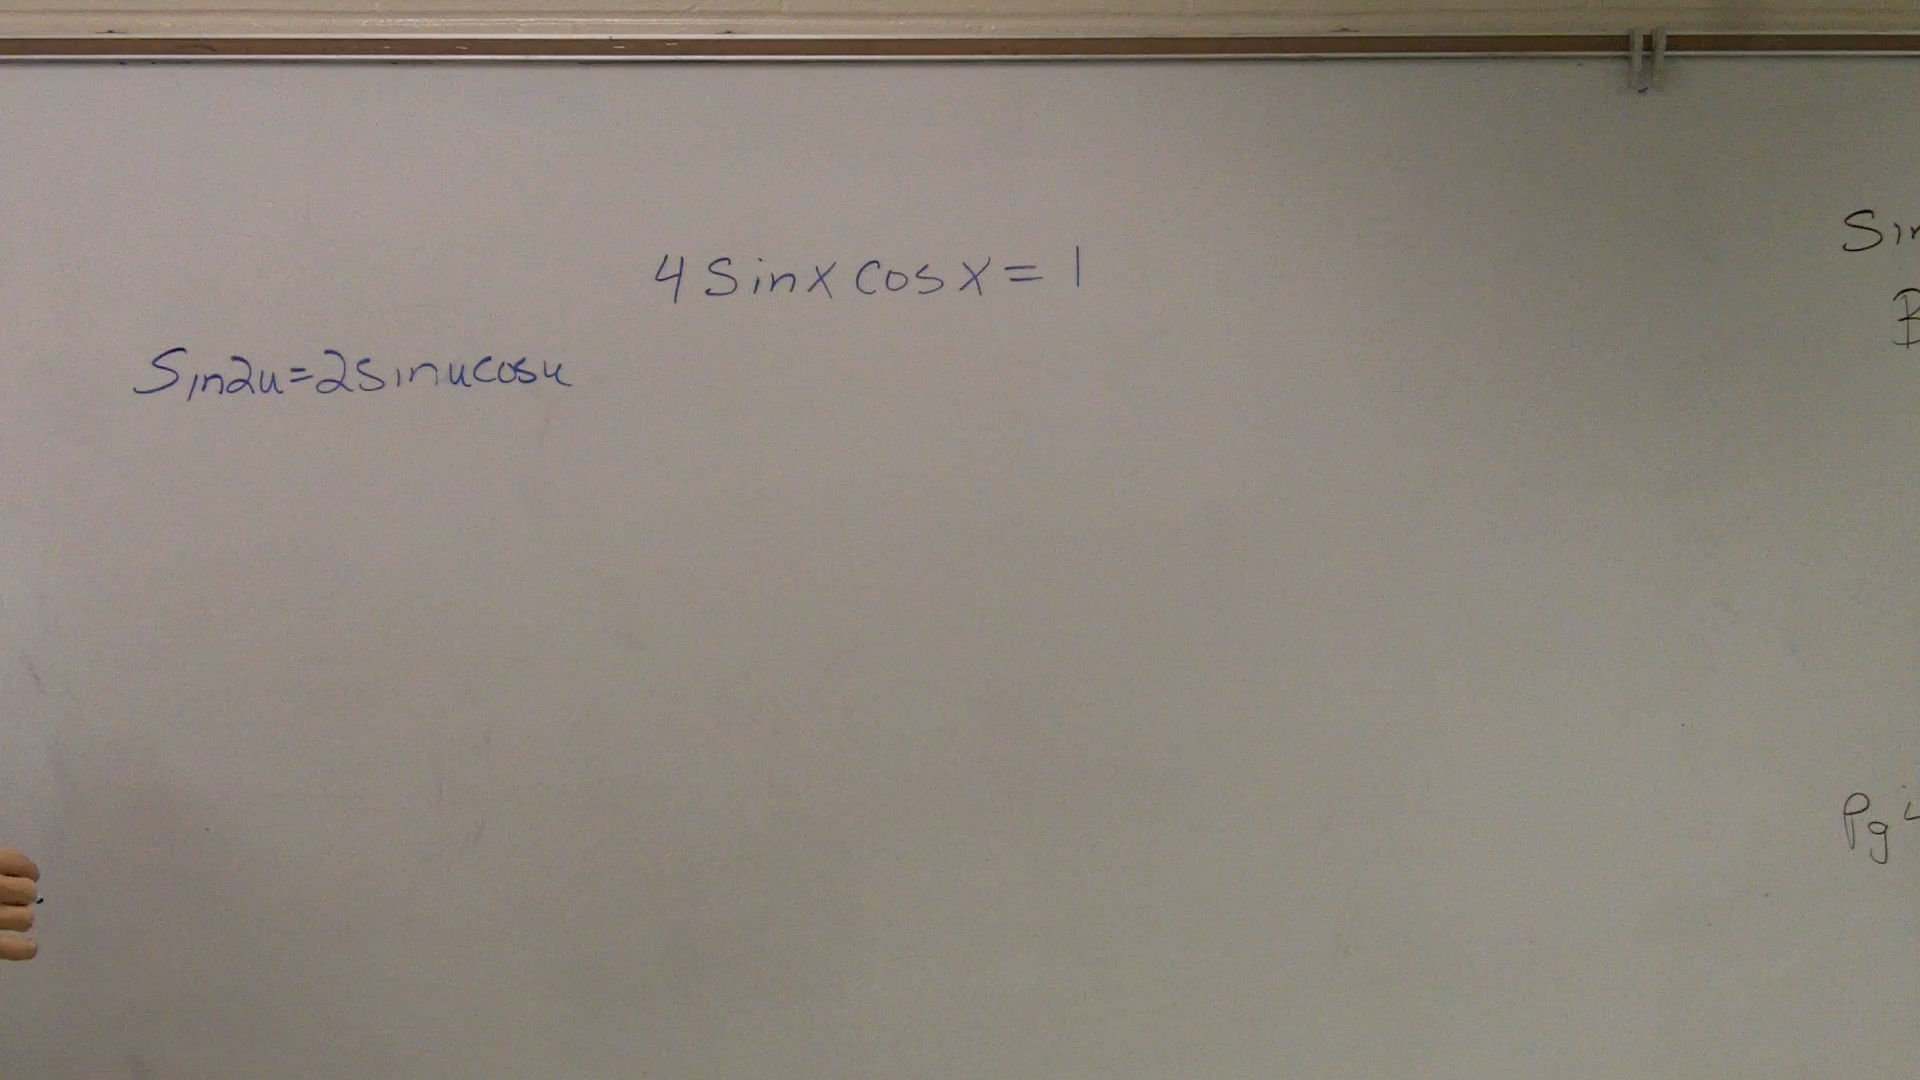 4 Sinx cosx = 1
Sin2u=2sinucosu
Pg